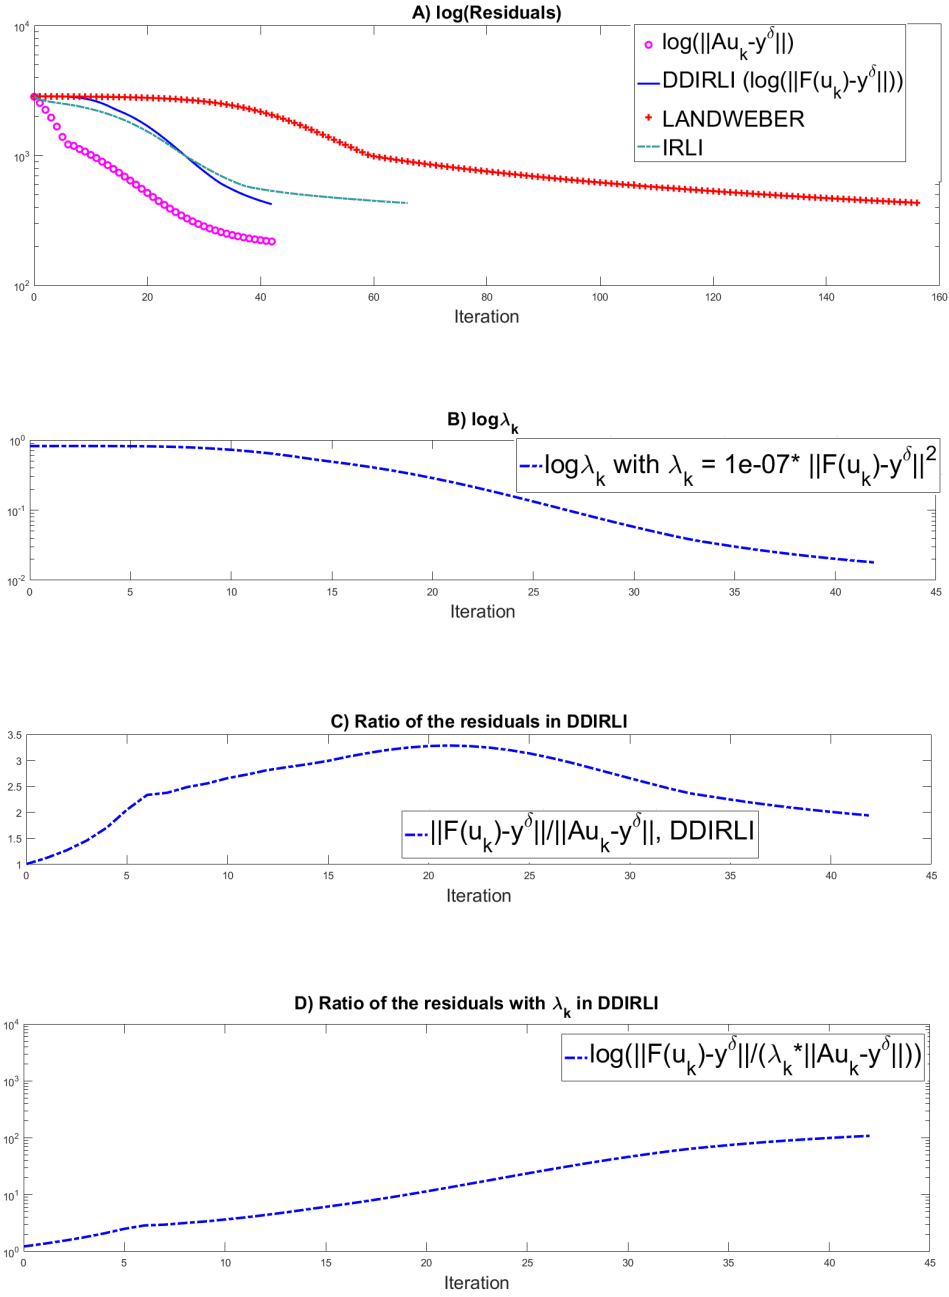 A) log(Residuals)
10^4
10^3
10^2
log(||Au_k-y^δ||)
DDIRLI (log(||F(u_k)-y^δ||))
LANDWEBER
IRLI
0 20 40 60 80 100 120 140 160
Iteration
B) logλ_k
10^0
10^-1
10^-2
logλ_k with λ_k = 1e-07* ||F(u_k)-y^δ||^2
0 5 10 15 20 25 30 35 40 45
Iteration
C) Ratio of the residuals in DDIRLI
3.5
3
2.5
2
1.5
1
||F(u_k)-y^δ||/||Au_k-y^δ||, DDIRLI
0 5 10 15 20 25 30 35 40 45
Iteration
D) Ratio of the residuals with λ_k in DDIRLI
10^4
10^3
10^2
10^1
10^0
log(||F(u_k)-y^δ||/(λ_k*||Au_k-y^δ||))
0 5 10 15 20 25 30 35 40 45
Iteration